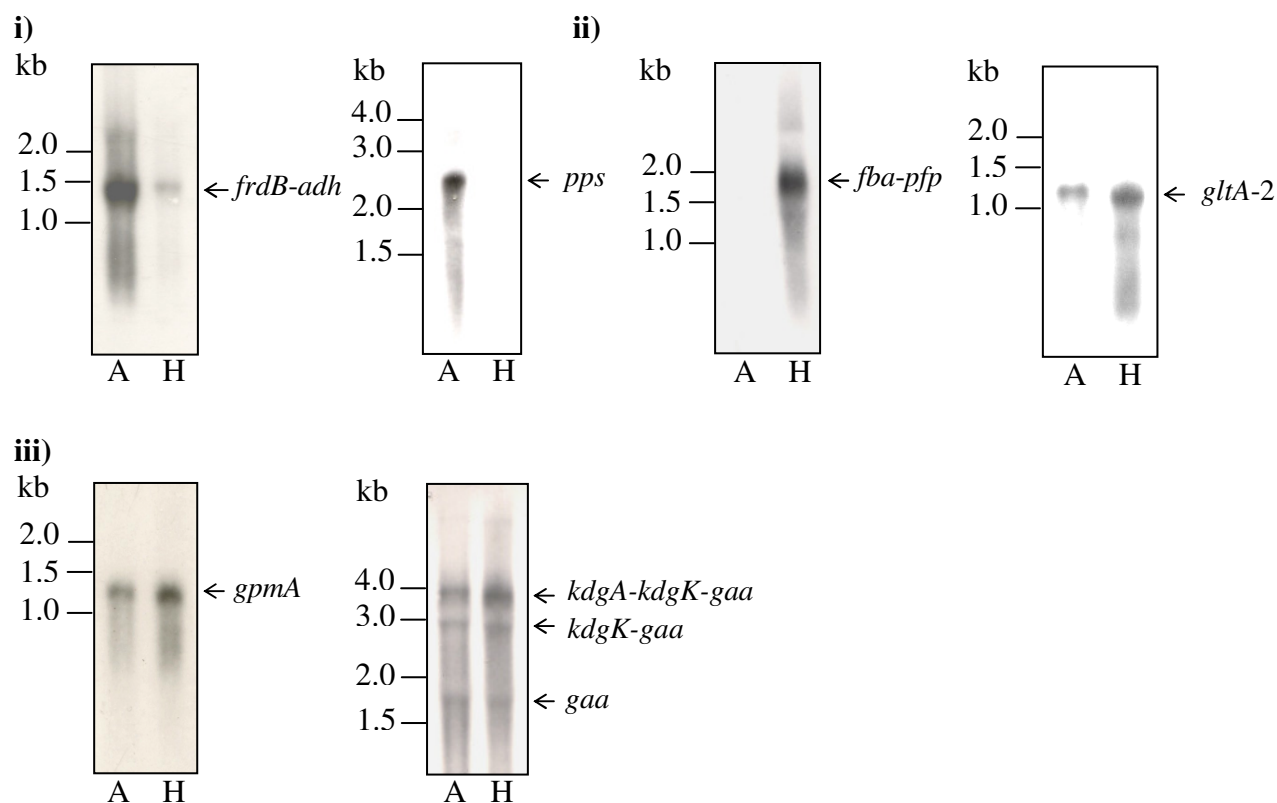 i)
kb
2.0
1.5
1.0
frdB-adh
A H
kb
4.0
3.0
2.0
1.5
pps
A H
ii)
kb
2.0
1.5
1.0
fba-pfp
A H
kb
2.0
1.5
1.0
gltA-2
A H
iii)
kb
2.0
1.5
1.0
gpmA
A H
kb
4.0
3.0
2.0
1.5
kdgA-kdgK-gaa
kdgK-gaa
gaa
A H